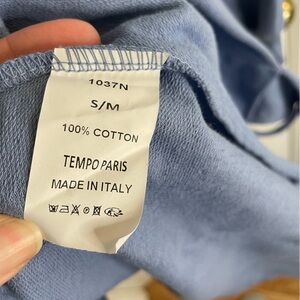 1037N
S/M
100% COTTON
TEMPO PARIS
MADE IN ITALY